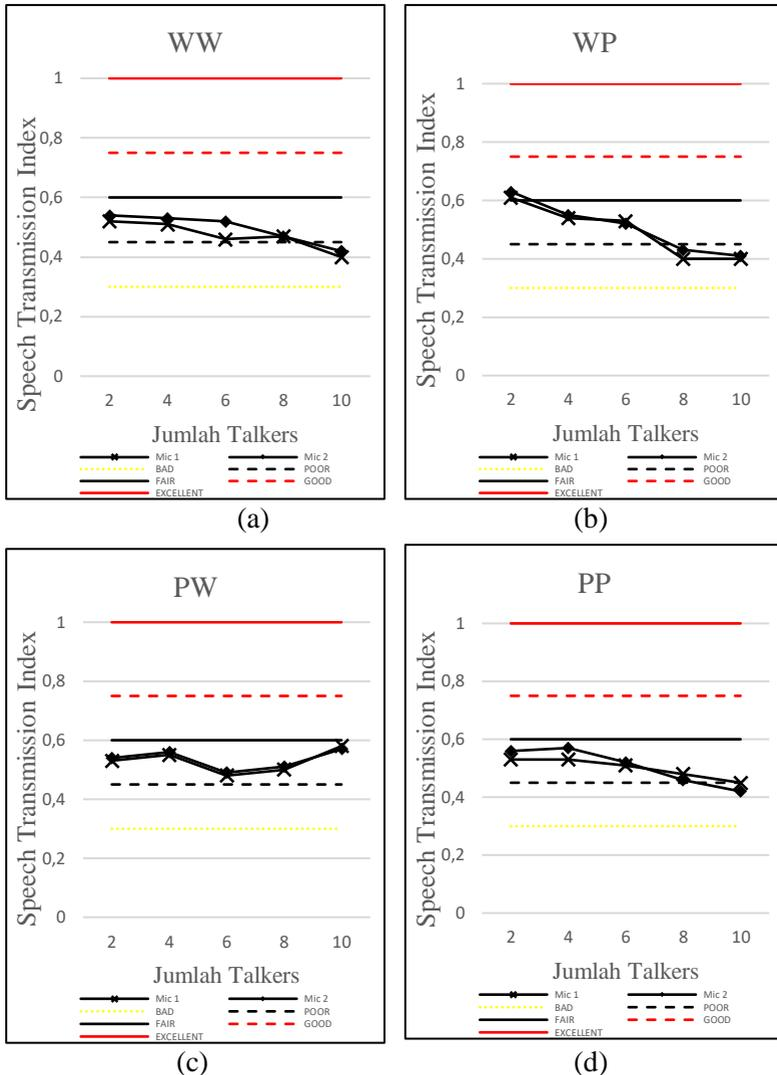 WW
Speech Transmission Index
1
0,8
0,6
0,4
0,2
0
2 4 6 8 10
Jumlah Talkers
Mic 1 Mic 2
BAD POOR
FAIR GOOD
EXCELLENT
(a)
WP
Speech Transmission Index
1
0,8
0,6
0,4
0,2
0
2 4 6 8 10
Jumlah Talkers
Mic 1 Mic 2
BAD POOR
FAIR GOOD
EXCELLENT
(b)
PW
Speech Transmission Index
1
0,8
0,6
0,4
0,2
0
2 4 6 8 10
Jumlah Talkers
Mic 1 Mic 2
BAD POOR
FAIR GOOD
EXCELLENT
(c)
PP
Speech Transmission Index
1
0,8
0,6
0,4
0,2
0
2 4 6 8 10
Jumlah Talkers
Mic 1 Mic 2
BAD POOR
FAIR GOOD
EXCELLENT
(d)